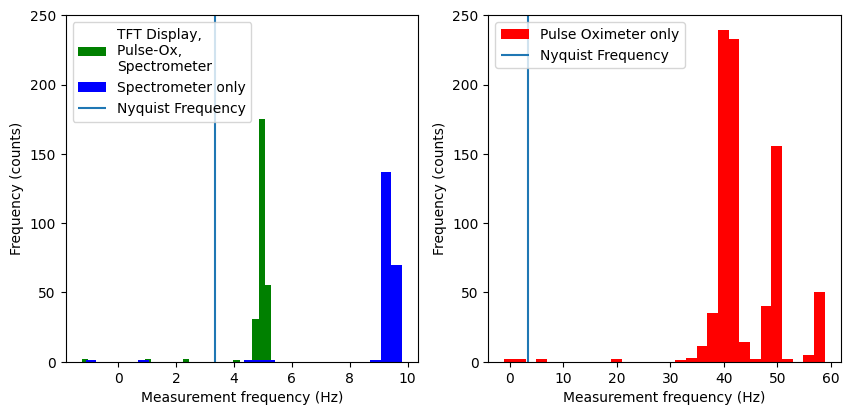 250
200
150
100
50
0
Frequency (counts)
TFT Display,
Pulse-Ox,
Spectrometer
Spectrometer only
Nyquist Frequency
0 2 4 6 8 10
Measurement frequency (Hz)
250
200
150
100
50
0
Frequency (counts)
Pulse Oximeter only
Nyquist Frequency
0 10 20 30 40 50 60
Measurement frequency (Hz)